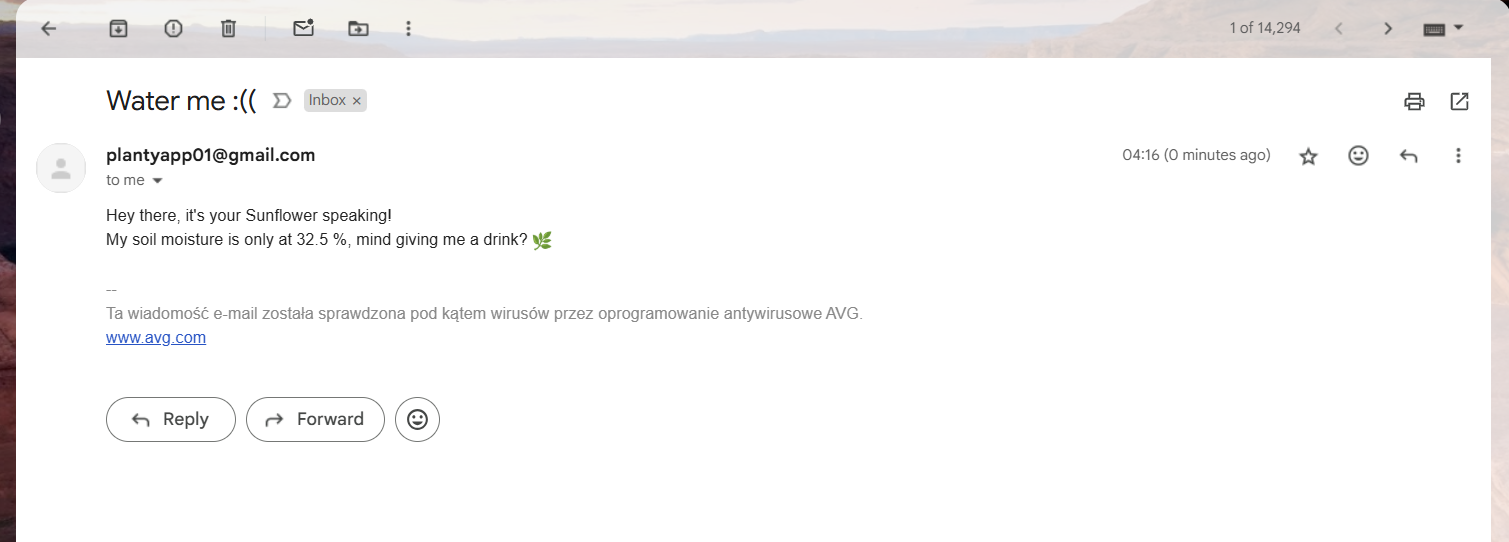 1 of 14,294
Water me :((
Inbox ×
plantyapp01@gmail.com
04:16 (0 minutes ago)
to me
Hey there, it's your Sunflower speaking!
My soil moisture is only at 32.5 %, mind giving me a drink? 🌿
--
Ta wiadomość e-mail została sprawdzona pod kątem wirusów przez oprogramowanie antywirusowe AVG.
www.avg.com
Reply
Forward